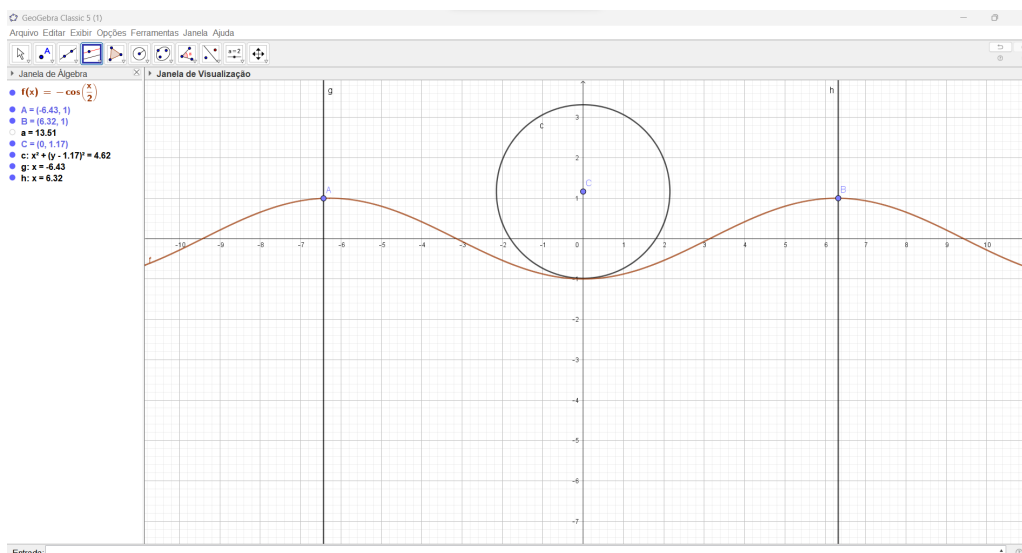 GeoGebra Classic 5 (1)
Arquivo Editar Exibir Opções Ferramentas Janela Ajuda
A
a=2
Janela de Álgebra
Janela de Visualização
f(x) = −cos(x/2)
A = (-6.43, 1)
B = (6.32, 1)
a = 13.51
C = (0, 1.17)
c: x² + (y - 1.17)² = 4.62
g: x = -6.43
h: x = 6.32
g
h
c
3
2
C
A
1
B
-10 -9 -8 -7 -6 -5 -4 -3 -2 -1 0 1 2 3 4 5 6 7 8 9 10
f
-1
-2
-3
-4
-5
-6
-7
Entrada: